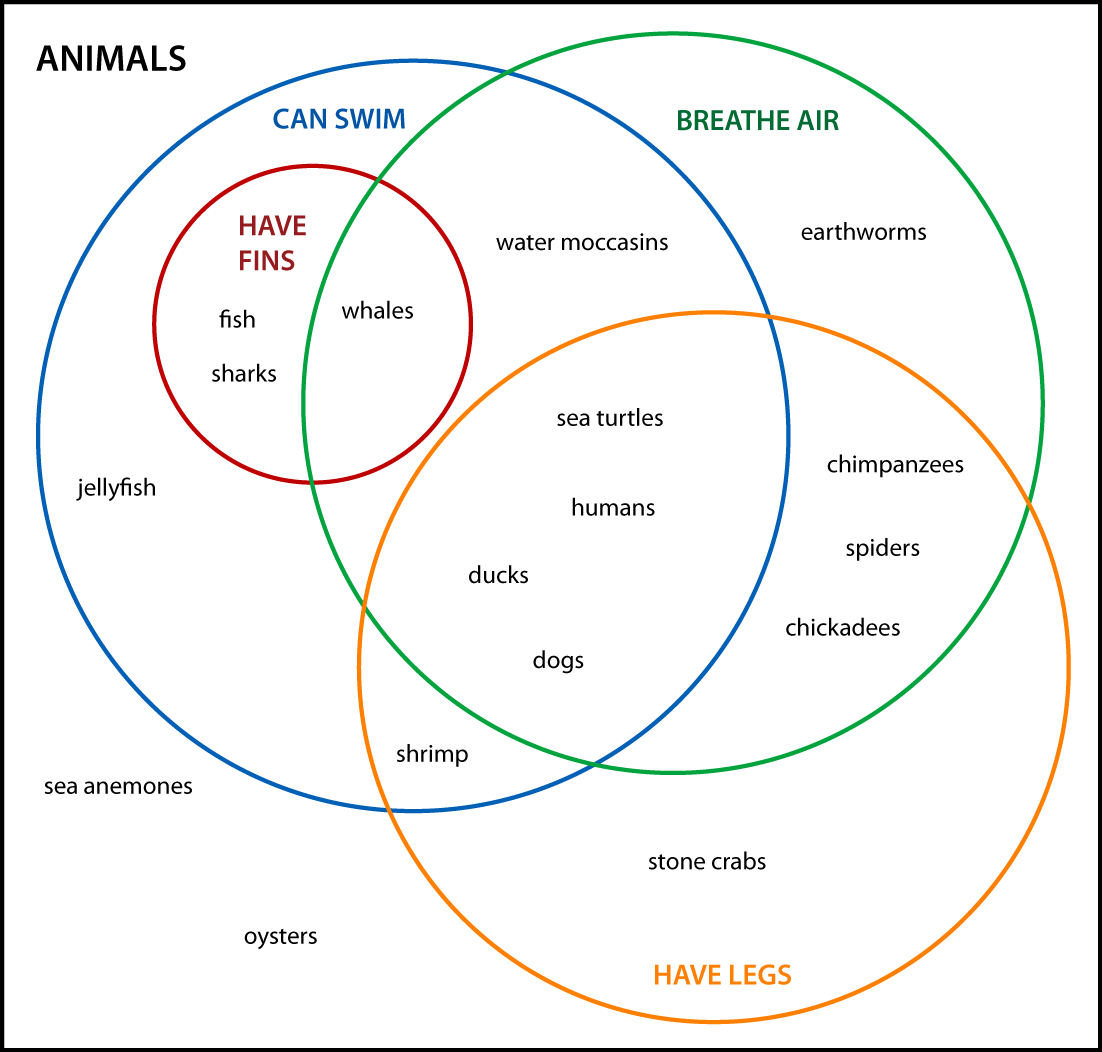 ANIMALS
CAN SWIM
BREATHE AIR
HAVE
FINS
earthworms
water moccasins
whales
fish
sharks
sea turtles
chimpanzees
jellyfish
humans
spiders
ducks
chickadees
dogs
shrimp
sea anemones
stone crabs
oysters
HAVE LEGS